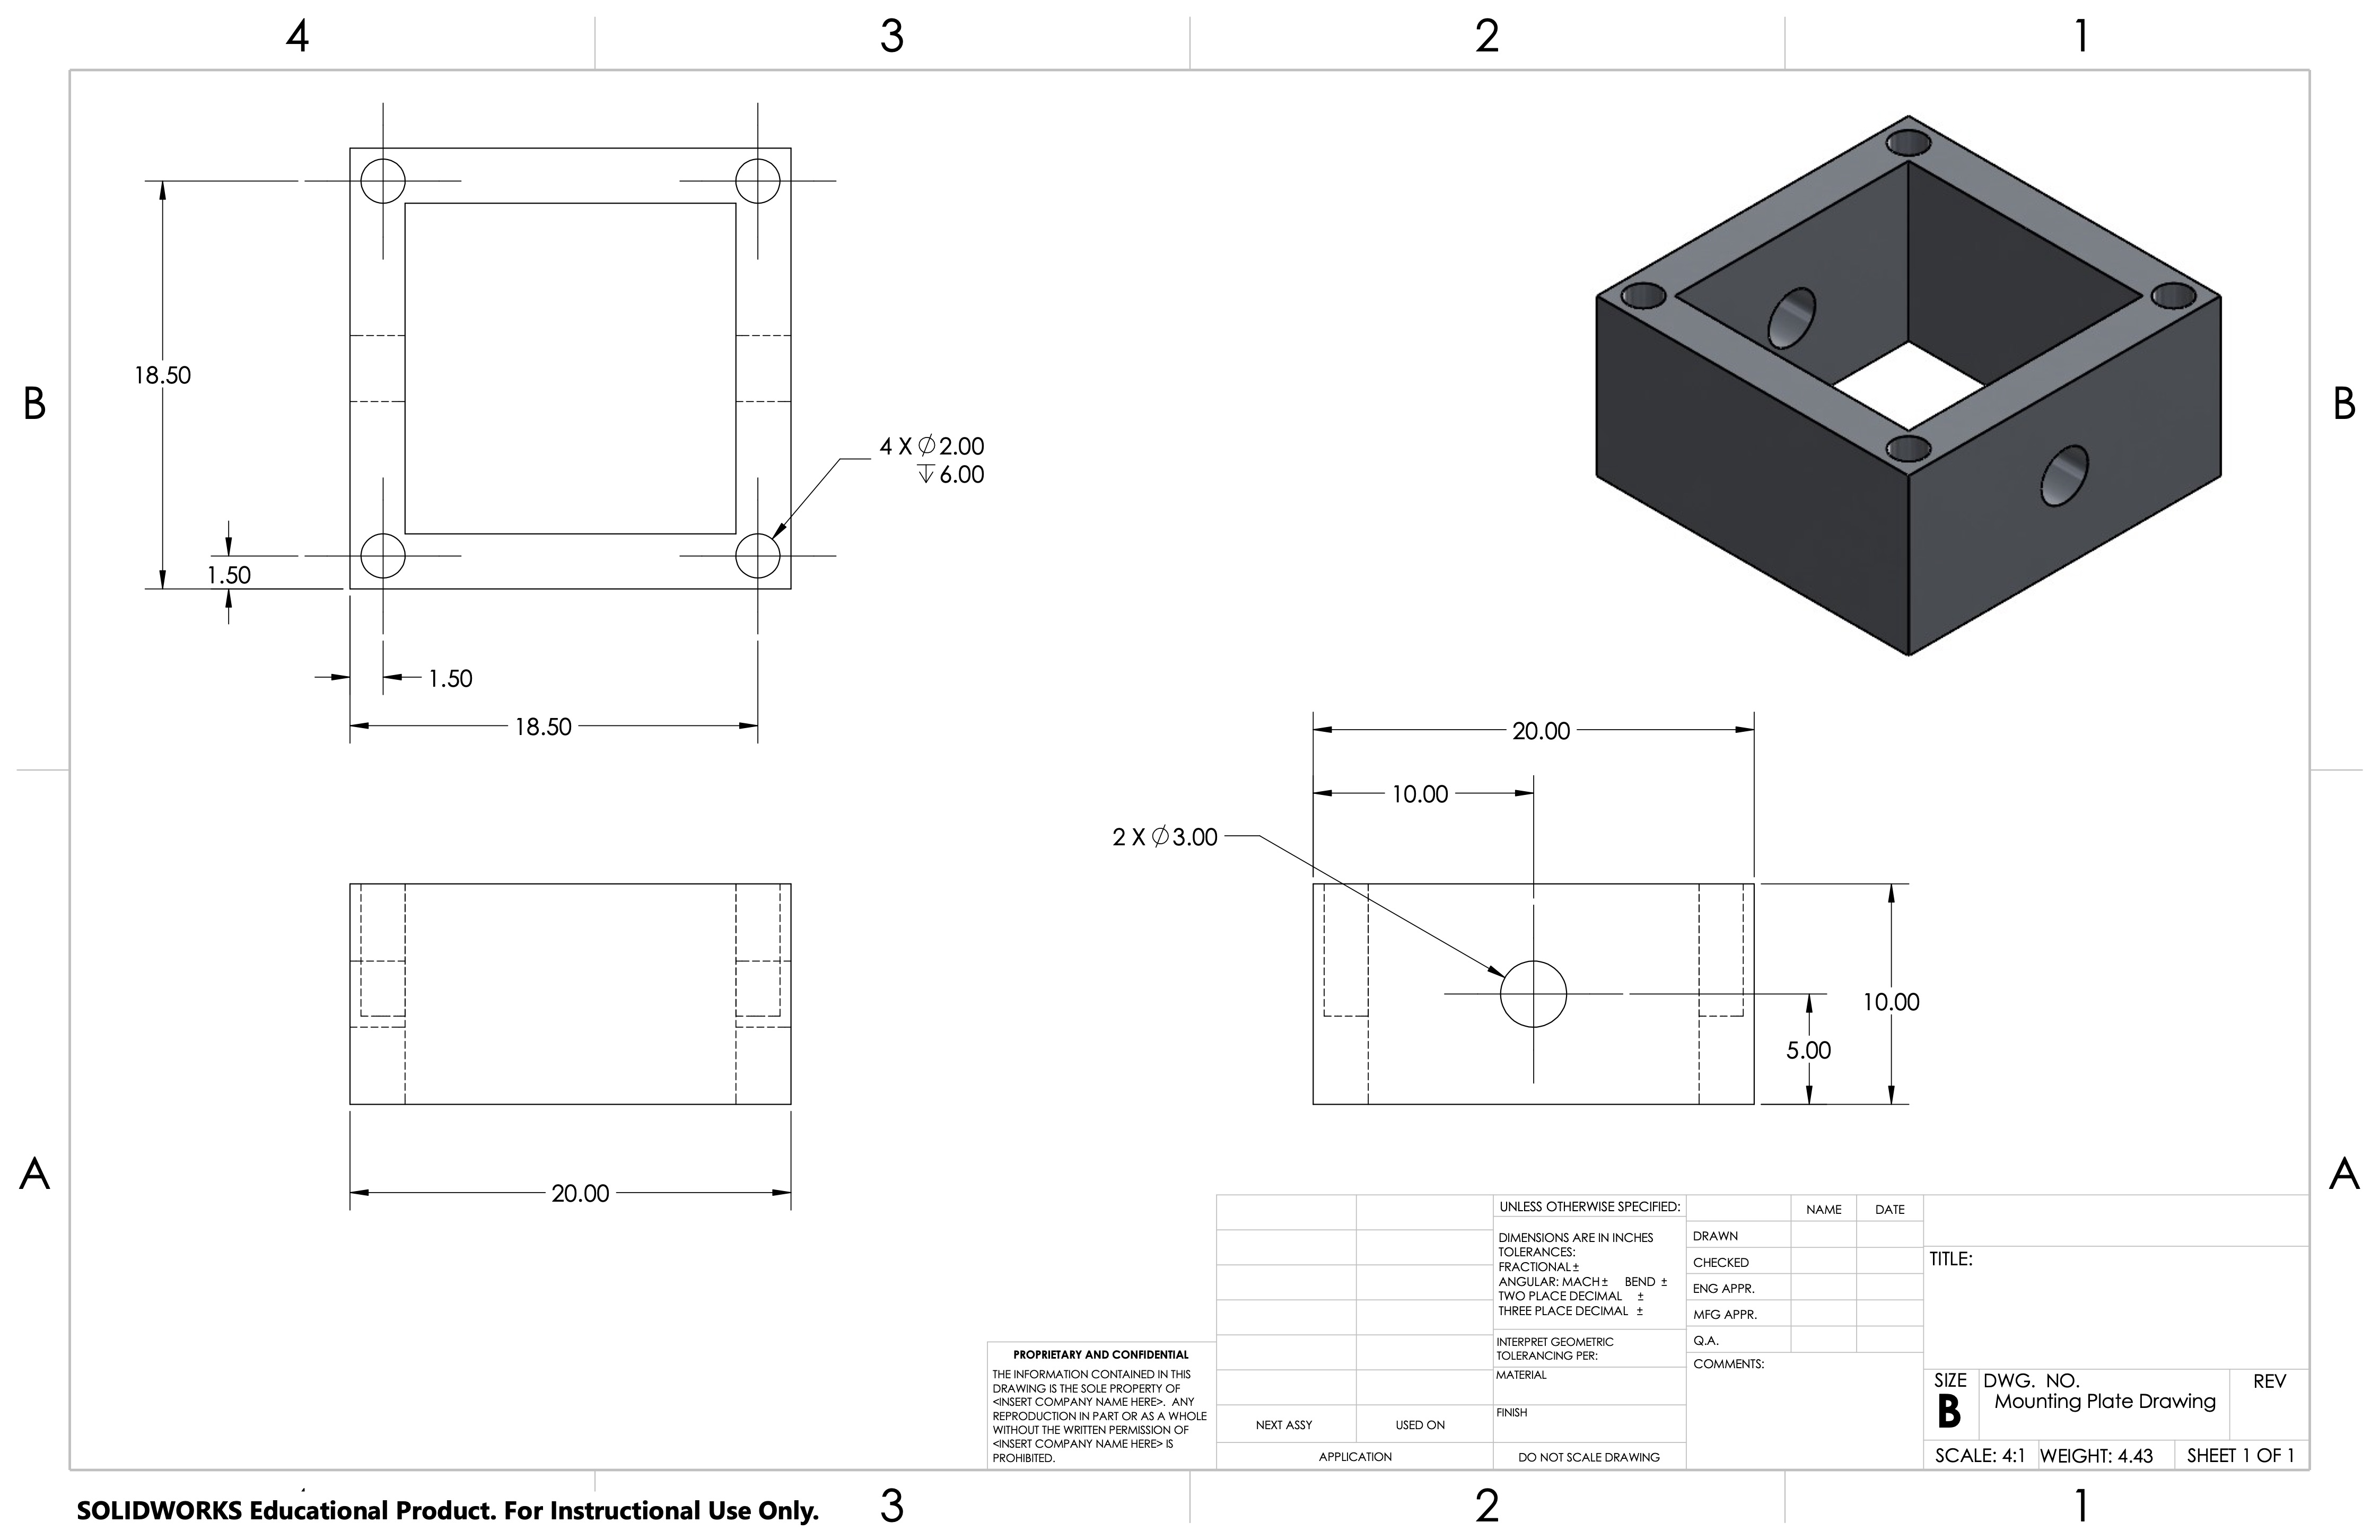 4 3 2 1
B B
18.50
4 X ∅2.00
↧6.00
1.50
1.50
18.50
20.00
10.00
2 X ∅3.00
10.00
5.00
A A
20.00
UNLESS OTHERWISE SPECIFIED:
DIMENSIONS ARE IN INCHES
TOLERANCES:
FRACTIONAL±
ANGULAR: MACH± BEND ±
TWO PLACE DECIMAL ±
THREE PLACE DECIMAL ±
INTERPRET GEOMETRIC
TOLERANCING PER:
MATERIAL
FINISH
DO NOT SCALE DRAWING
NAME DATE
DRAWN
CHECKED
ENG APPR.
MFG APPR.
Q.A.
COMMENTS:
TITLE:
SIZE DWG. NO. REV
B Mounting Plate Drawing
SCALE: 4:1 WEIGHT: 4.43 SHEET 1 OF 1
PROPRIETARY AND CONFIDENTIAL
THE INFORMATION CONTAINED IN THIS
DRAWING IS THE SOLE PROPERTY OF
<INSERT COMPANY NAME HERE>. ANY
REPRODUCTION IN PART OR AS A WHOLE
WITHOUT THE WRITTEN PERMISSION OF
<INSERT COMPANY NAME HERE> IS
PROHIBITED.
NEXT ASSY USED ON
APPLICATION
SOLIDWORKS Educational Product. For Instructional Use Only.
3 2 1